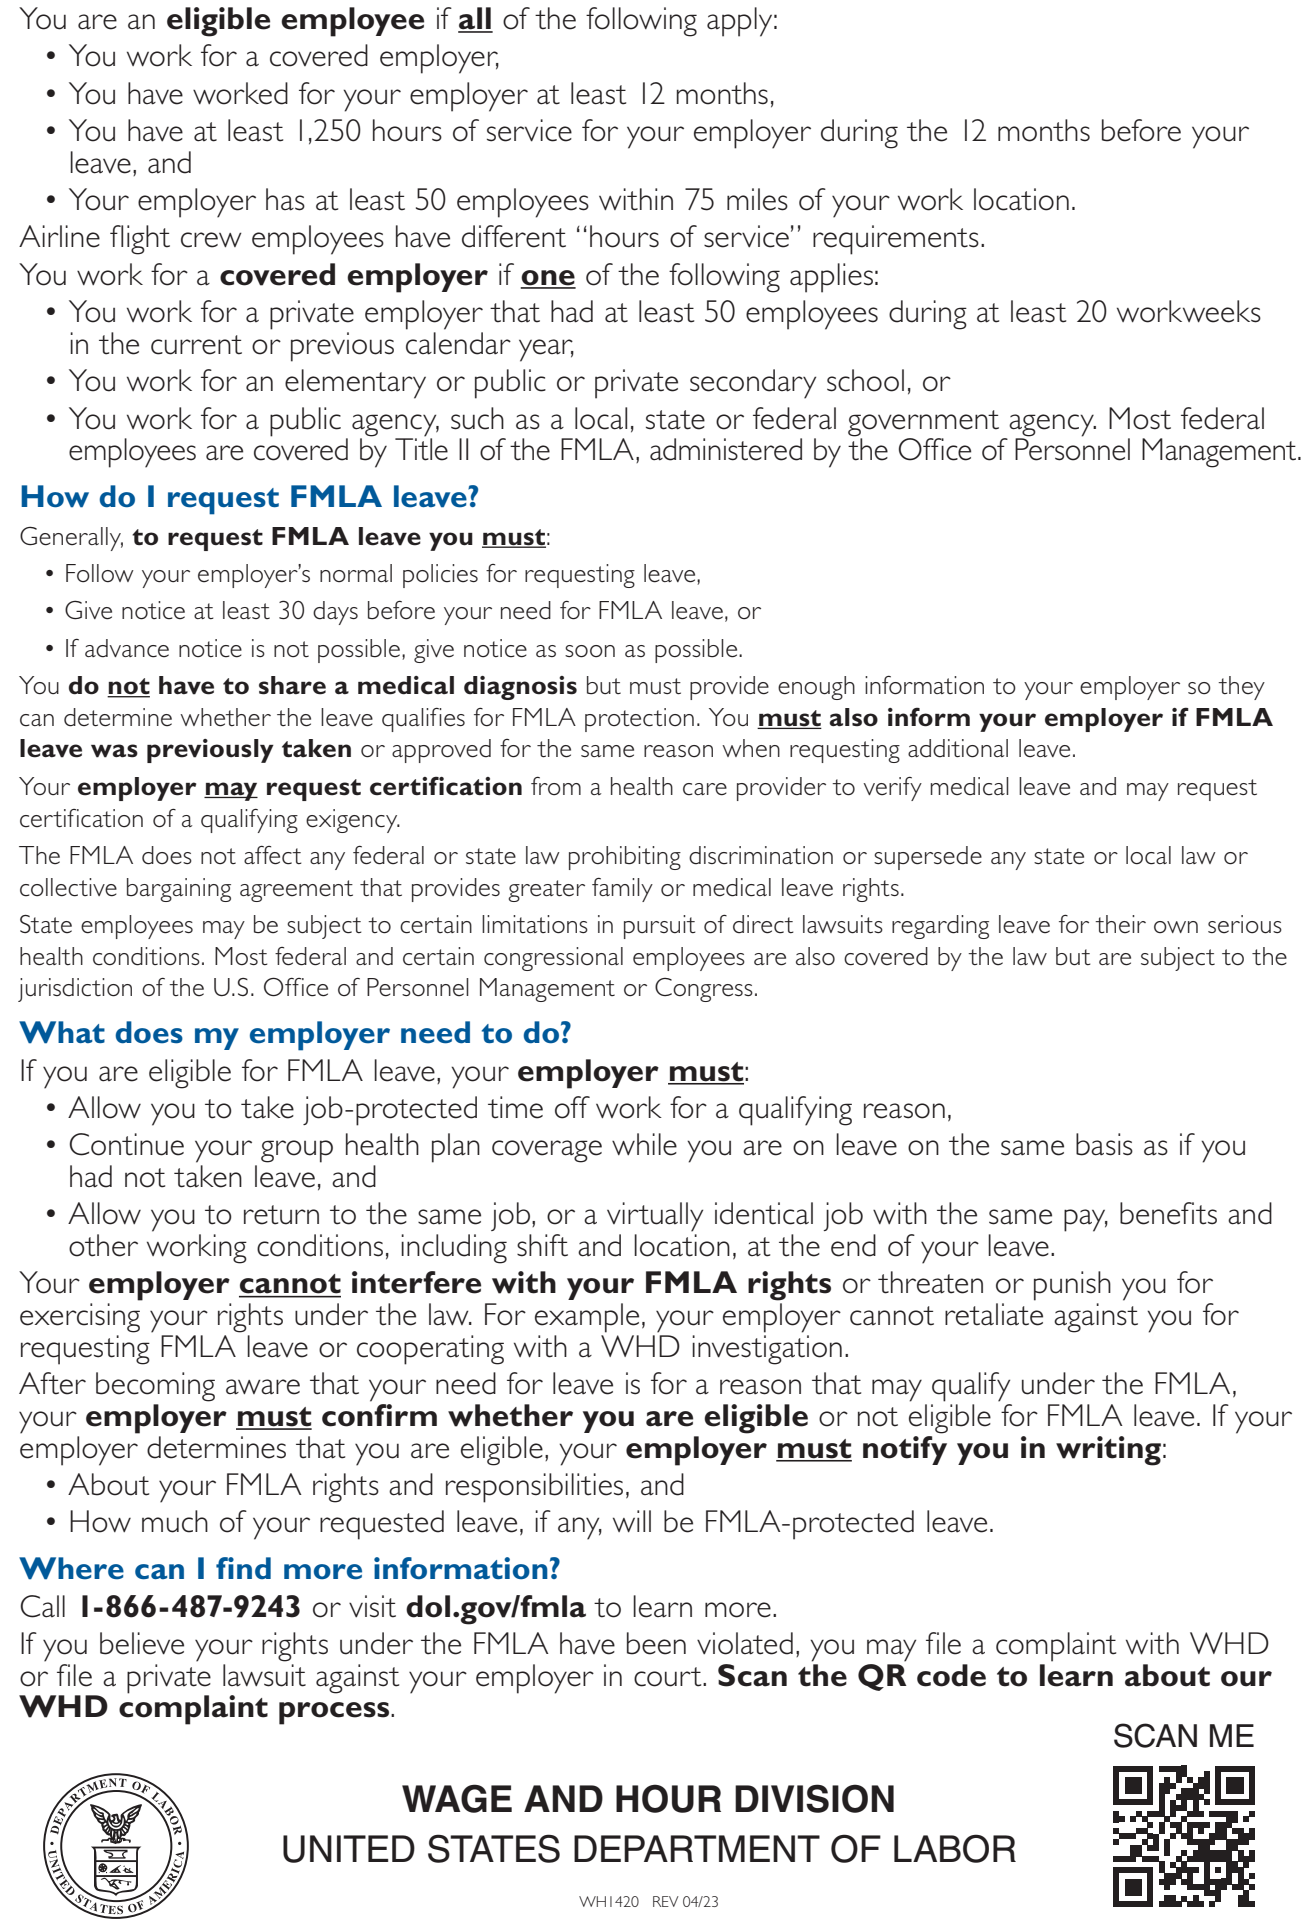 You are an eligible employee if all of the following apply:
• You work for a covered employer,
• You have worked for your employer at least 12 months,
• You have at least 1,250 hours of service for your employer during the 12 months before your
leave, and
• Your employer has at least 50 employees within 75 miles of your work location.
Airline flight crew employees have different “hours of service” requirements.
You work for a covered employer if one of the following applies:
• You work for a private employer that had at least 50 employees during at least 20 workweeks
in the current or previous calendar year,
• You work for an elementary or public or private secondary school, or
• You work for a public agency, such as a local, state or federal government agency. Most federal
employees are covered by Title II of the FMLA, administered by the Office of Personnel Management.
How do I request FMLA leave?
Generally, to request FMLA leave you must:
• Follow your employer’s normal policies for requesting leave,
• Give notice at least 30 days before your need for FMLA leave, or
• If advance notice is not possible, give notice as soon as possible.
You do not have to share a medical diagnosis but must provide enough information to your employer so they
can determine whether the leave qualifies for FMLA protection. You must also inform your employer if FMLA
leave was previously taken or approved for the same reason when requesting additional leave.
Your employer may request certification from a health care provider to verify medical leave and may request
certification of a qualifying exigency.
The FMLA does not affect any federal or state law prohibiting discrimination or supersede any state or local law or
collective bargaining agreement that provides greater family or medical leave rights.
State employees may be subject to certain limitations in pursuit of direct lawsuits regarding leave for their own serious
health conditions. Most federal and certain congressional employees are also covered by the law but are subject to the
jurisdiction of the U.S. Office of Personnel Management or Congress.
What does my employer need to do?
If you are eligible for FMLA leave, your employer must:
• Allow you to take job-protected time off work for a qualifying reason,
• Continue your group health plan coverage while you are on leave on the same basis as if you
had not taken leave, and
• Allow you to return to the same job, or a virtually identical job with the same pay, benefits and
other working conditions, including shift and location, at the end of your leave.
Your employer cannot interfere with your FMLA rights or threaten or punish you for
exercising your rights under the law. For example, your employer cannot retaliate against you for
requesting FMLA leave or cooperating with a WHD investigation.
After becoming aware that your need for leave is for a reason that may qualify under the FMLA,
your employer must confirm whether you are eligible or not eligible for FMLA leave. If your
employer determines that you are eligible, your employer must notify you in writing:
• About your FMLA rights and responsibilities, and
• How much of your requested leave, if any, will be FMLA-protected leave.
Where can I find more information?
Call 1-866-487-9243 or visit dol.gov/fmla to learn more.
If you believe your rights under the FMLA have been violated, you may file a complaint with WHD
or file a private lawsuit against your employer in court. Scan the QR code to learn about our
WHD complaint process.
SCAN ME
DEPARTMENT OF LABOR
UNITED STATES OF AMERICA
WAGE AND HOUR DIVISION
UNITED STATES DEPARTMENT OF LABOR
WH1420 REV 04/23